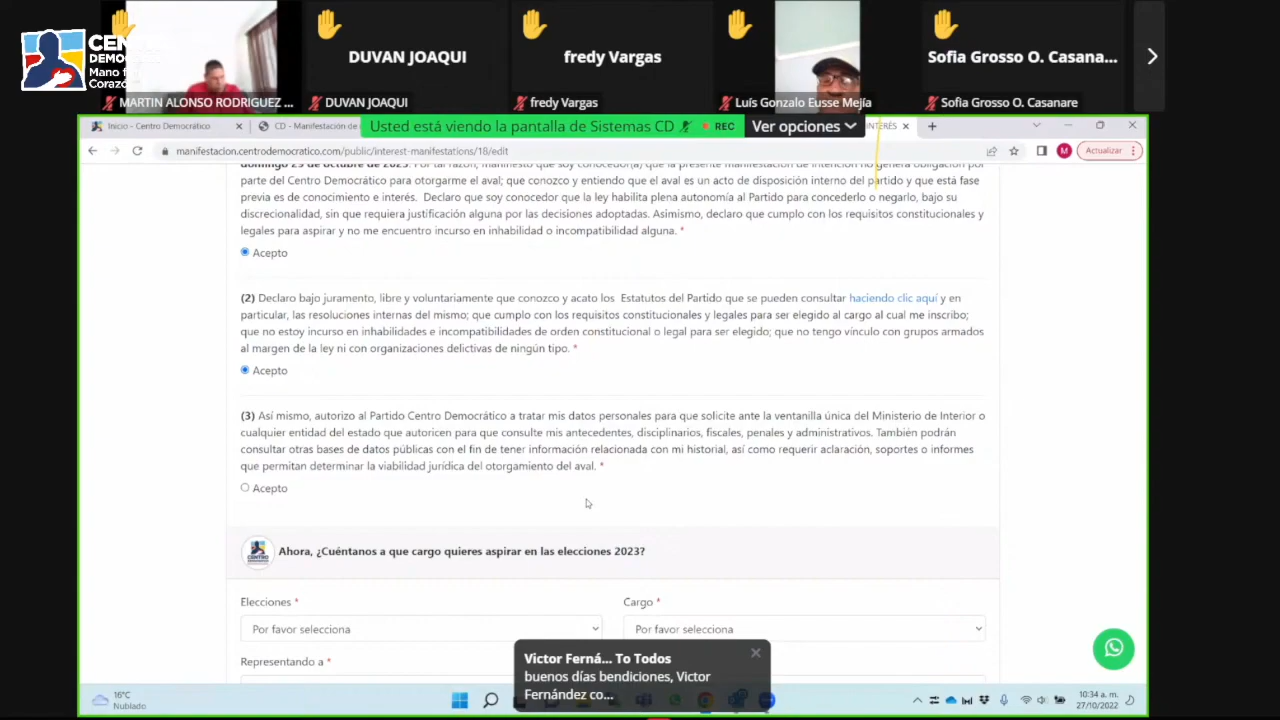 CENTRO
DEMOCR
Mano f
Corazó
DUVAN JOAQUI
fredy Vargas
Sofia Grosso O. Casana...
MARTIN ALONSO RODRIGUEZ ...
DUVAN JOAQUI
fredy Vargas
Luís Gonzalo Eusse Mejía
Sofia Grosso O. Casanare
Inicio - Centro Democrático
CD - Manifestación de
Usted está viendo la pantalla de Sistemas CD
REC
Ver opciones
INTERÉS
manifestacion.centrodemocratico.com/public/interest-manifestations/18/edit
M
Actualizar
parte del Centro Democrático para otorgarme el aval; que conozco y entiendo que el aval es un acto de disposición interno del partido y que está fase
previa es de conocimiento e interés. Declaro que soy conocedor que la ley habilita plena autonomía al Partido para concederlo o negarlo, bajo su
discrecionalidad, sin que requiera justificación alguna por las decisiones adoptadas. Asímismo, declaro que cumplo con los requisitos constitucionales y
legales para aspirar y no me encuentro incurso en inhabilidad o incompatibilidad alguna. *
Acepto
(2) Declaro bajo juramento, libre y voluntariamente que conozco y acato los Estatutos del Partido que se pueden consultar haciendo clic aquí y en
particular, las resoluciones internas del mismo; que cumplo con los requisitos constitucionales y legales para ser elegido al cargo al cual me inscribo;
que no estoy incurso en inhabilidades e incompatibilidades de orden constitucional o legal para ser elegido; que no tengo vínculo con grupos armados
al margen de la ley ni con organizaciones delictivas de ningún tipo. *
Acepto
(3) Así mismo, autorizo al Partido Centro Democrático a tratar mis datos personales para que solicite ante la ventanilla única del Ministerio de Interior o
cualquier entidad del estado que autoricen para que consulte mis antecedentes, disciplinarios, fiscales, penales y administrativos. También podrán
consultar otras bases de datos públicas con el fin de tener información relacionada con mi historial, así como requerir aclaración, soportes o informes
que permitan determinar la viabilidad jurídica del otorgamiento del aval. *
Acepto
Ahora, ¿Cuéntanos a que cargo quieres aspirar en las elecciones 2023?
Elecciones *
Cargo *
Por favor selecciona
Por favor selecciona
Representando a *
Victor Ferná... To Todos
buenos días bendiciones, Victor
Fernández co...
16°C
Nublado
10:34 a. m.
27/10/2022